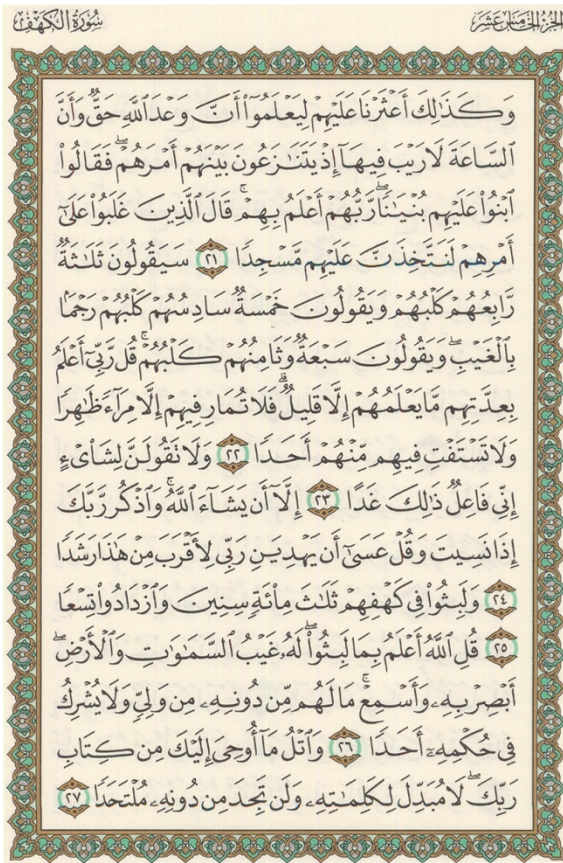 الجزء الخامس عشر
سورة الكهف
وَكَذَٰلِكَ أَعْثَرْنَا عَلَيْهِمْ لِيَعْلَمُوٓا۟ أَنَّ وَعْدَ ٱللَّهِ حَقٌّ وَأَنَّ
ٱلسَّاعَةَ لَا رَيْبَ فِيهَآ إِذْ يَتَنَـٰزَعُونَ بَيْنَهُمْ أَمْرَهُمْ ۖ فَقَالُوا۟
ٱبْنُوا۟ عَلَيْهِم بُنْيَـٰنًا ۖ رَّبُّهُمْ أَعْلَمُ بِهِمْ ۚ قَالَ ٱلَّذِينَ غَلَبُوا۟ عَلَىٰٓ
أَمْرِهِمْ لَنَتَّخِذَنَّ عَلَيْهِم مَّسْجِدًا ٢١ سَيَقُولُونَ ثَلَـٰثَةٌ
رَّابِعُهُمْ كَلْبُهُمْ وَيَقُولُونَ خَمْسَةٌ سَادِسُهُمْ كَلْبُهُمْ رَجْمًۢا
بِٱلْغَيْبِ ۖ وَيَقُولُونَ سَبْعَةٌ وَثَامِنُهُمْ كَلْبُهُمْ ۚ قُل رَّبِّىٓ أَعْلَمُ
بِعِدَّتِهِم مَّا يَعْلَمُهُمْ إِلَّا قَلِيلٌ ۗ فَلَا تُمَارِ فِيهِمْ إِلَّا مِرَآءً ظَـٰهِرًا
وَلَا تَسْتَفْتِ فِيهِم مِّنْهُمْ أَحَدًا ٢٢ وَلَا تَقُولَنَّ لِشَا۟ىْءٍ
إِنِّى فَاعِلٌ ذَٰلِكَ غَدًا ٢٣ إِلَّآ أَن يَشَآءَ ٱللَّهُ ۚ وَٱذْكُر رَّبَّكَ
إِذَا نَسِيتَ وَقُلْ عَسَىٰٓ أَن يَهْدِيَنِ رَبِّى لِأَقْرَبَ مِنْ هَـٰذَا رَشَدًا
٢٤ وَلَبِثُوا۟ فِى كَهْفِهِمْ ثَلَـٰثَ مِا۟ئَةٍ سِنِينَ وَٱزْدَادُوا۟ تِسْعًا
٢٥ قُلِ ٱللَّهُ أَعْلَمُ بِمَا لَبِثُوا۟ ۖ لَهُۥ غَيْبُ ٱلسَّمَـٰوَٰتِ وَٱلْأَرْضِ ۖ
أَبْصِرْ بِهِۦ وَأَسْمِعْ ۚ مَا لَهُم مِّن دُونِهِۦ مِن وَلِىٍّ وَلَا يُشْرِكُ
فِى حُكْمِهِۦٓ أَحَدًا ٢٦ وَٱتْلُ مَآ أُوحِىَ إِلَيْكَ مِن كِتَابِ
رَبِّكَ ۖ لَا مُبَدِّلَ لِكَلِمَـٰتِهِۦ وَلَن تَجِدَ مِن دُونِهِۦ مُلْتَحَدًا ٢٧